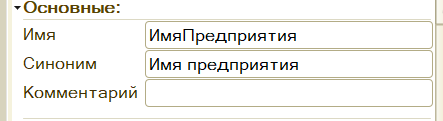 Основные:
Имя ИмяПредприятия
Синоним Имя предприятия
Комментарий